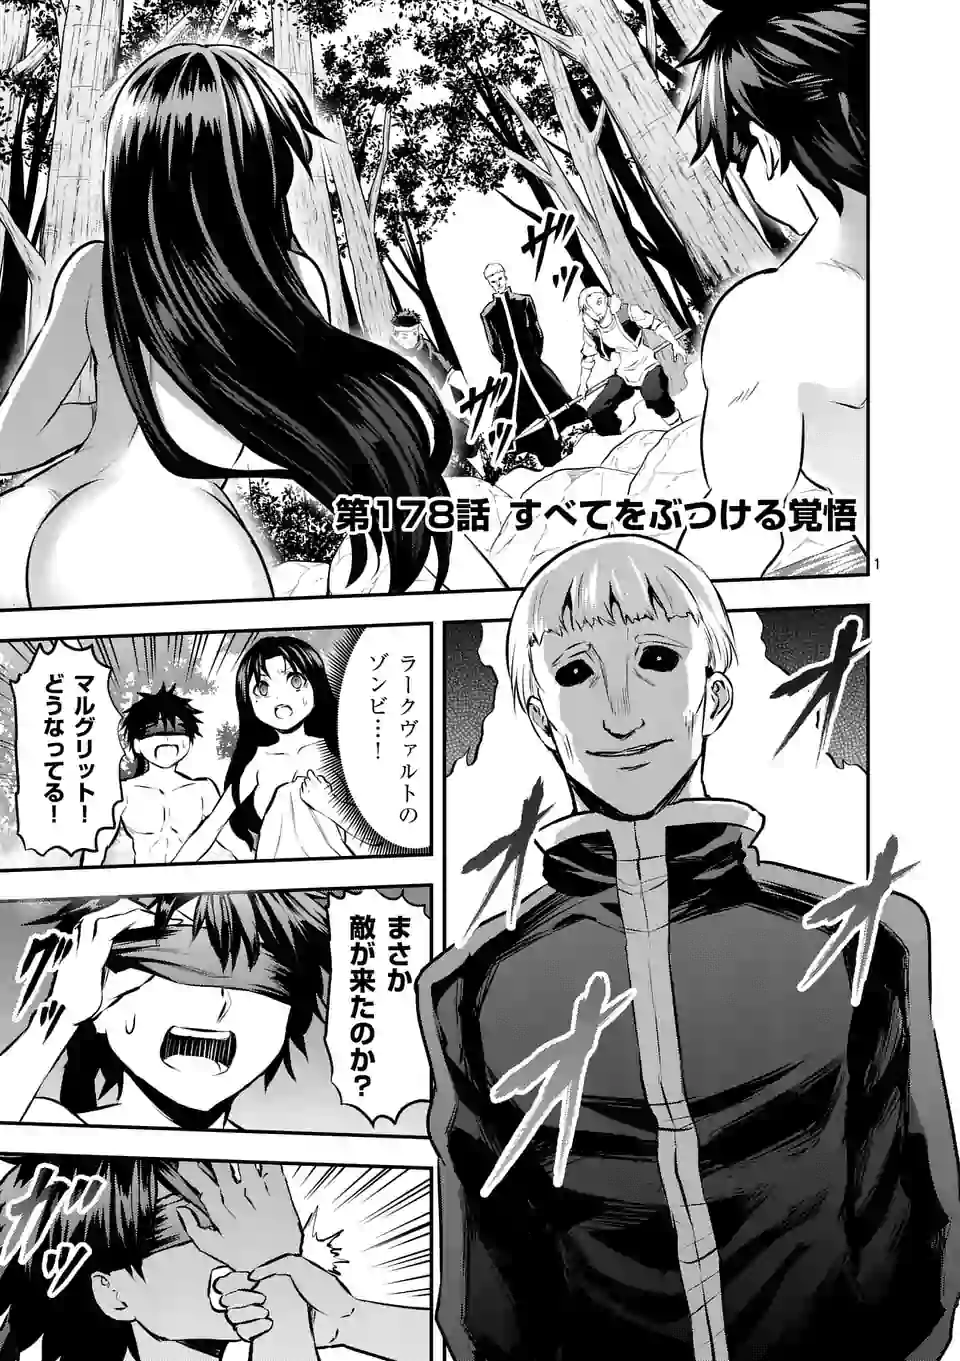 ザッ
ザッ
第178話 すべてをぶつける覚悟
1
オオオオ
ラークヴァルトの
ゾンビ…！
マルグリット！
どうなってる！
まさか
敵が来たのか？
グッ
ガッ